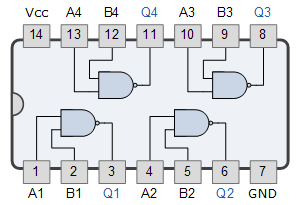 Vcc A4 B4 Q4 A3 B3 Q3
14 13 12 11 10 9 8
1 2 3 4 5 6 7
A1 B1 Q1 A2 B2 Q2 GND